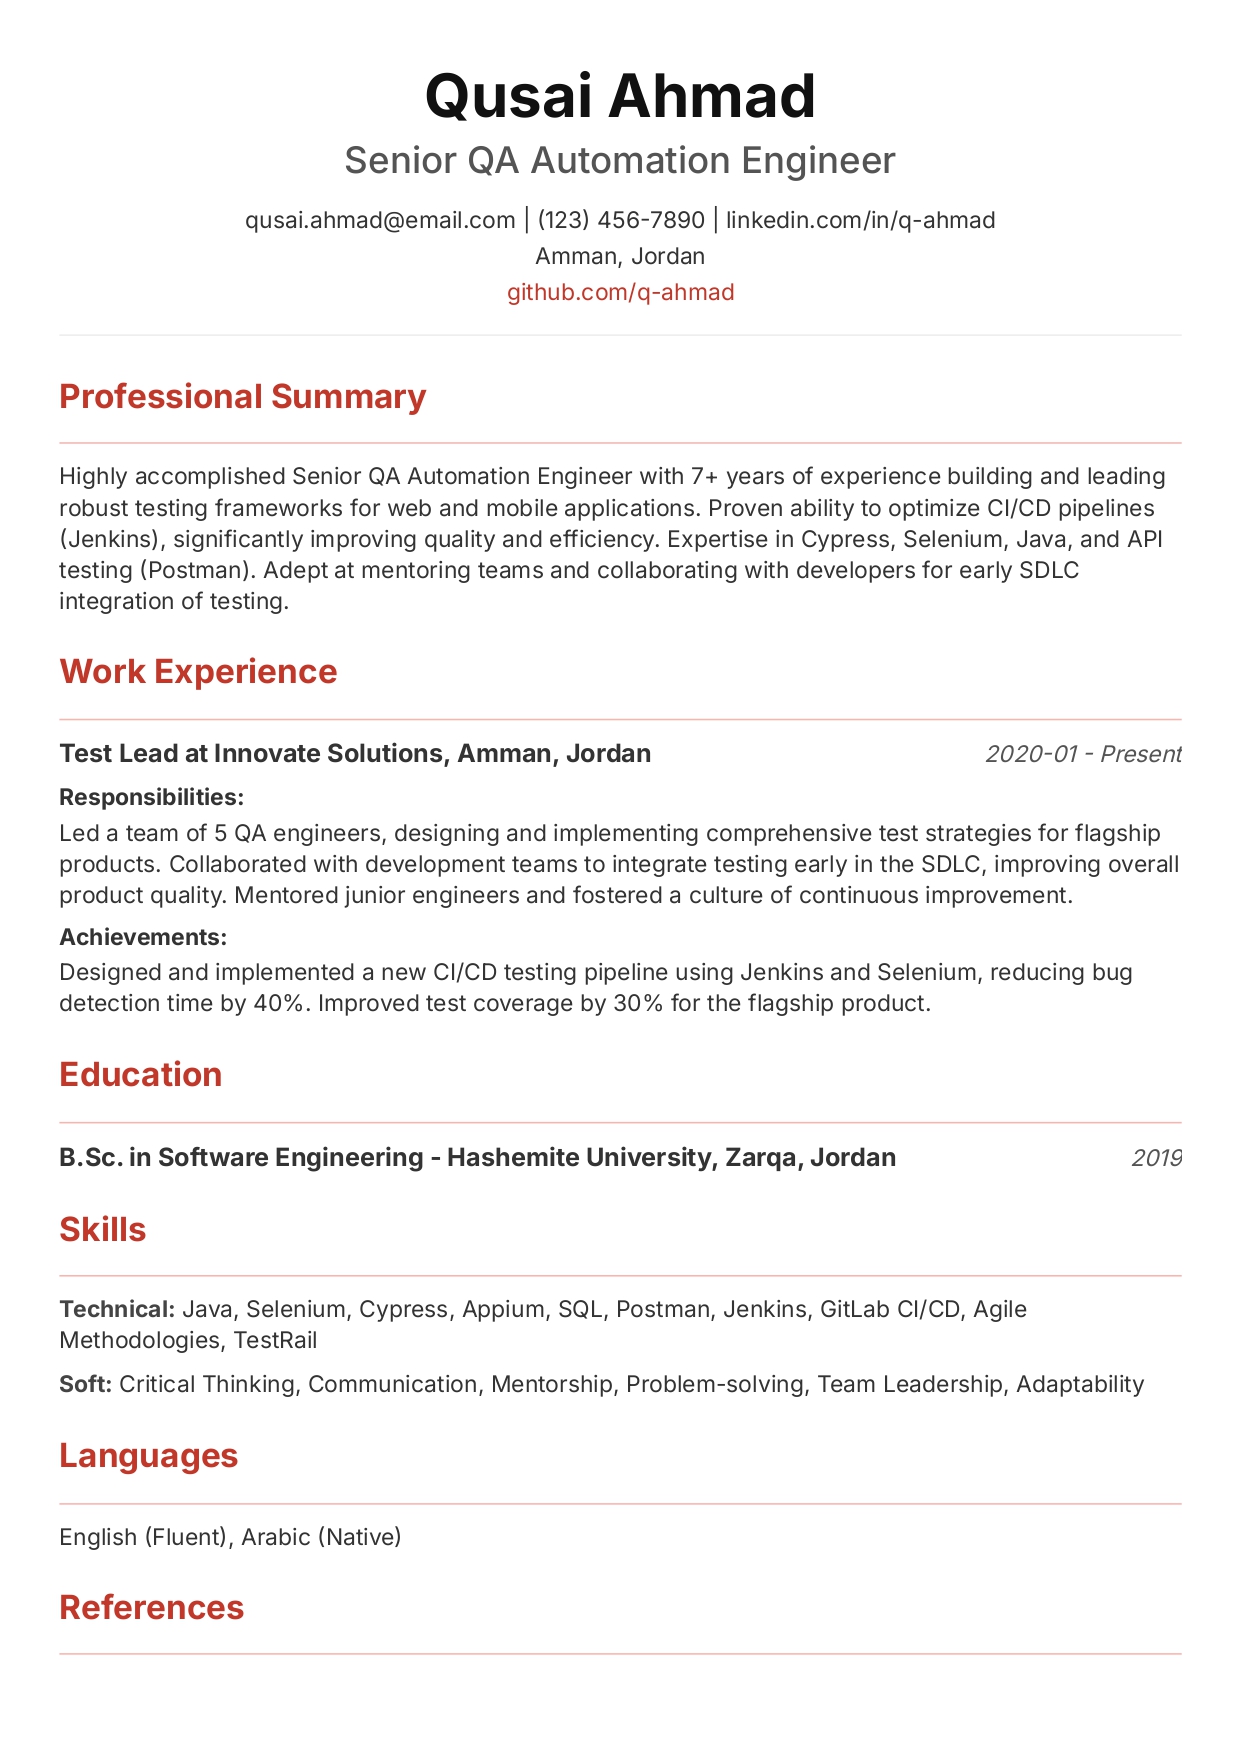 Qusai Ahmad
Senior QA Automation Engineer
qusai.ahmad@email.com | (123) 456-7890 | linkedin.com/in/q-ahmad
Amman, Jordan
github.com/q-ahmad
Professional Summary
Highly accomplished Senior QA Automation Engineer with 7+ years of experience building and leading
robust testing frameworks for web and mobile applications. Proven ability to optimize CI/CD pipelines
(Jenkins), significantly improving quality and efficiency. Expertise in Cypress, Selenium, Java, and API
testing (Postman). Adept at mentoring teams and collaborating with developers for early SDLC
integration of testing.
Work Experience
Test Lead at Innovate Solutions, Amman, Jordan 2020-01 - Present
Responsibilities:
Led a team of 5 QA engineers, designing and implementing comprehensive test strategies for flagship
products. Collaborated with development teams to integrate testing early in the SDLC, improving overall
product quality. Mentored junior engineers and fostered a culture of continuous improvement.
Achievements:
Designed and implemented a new CI/CD testing pipeline using Jenkins and Selenium, reducing bug
detection time by 40%. Improved test coverage by 30% for the flagship product.
Education
B.Sc. in Software Engineering - Hashemite University, Zarqa, Jordan 2019
Skills
Technical: Java, Selenium, Cypress, Appium, SQL, Postman, Jenkins, GitLab CI/CD, Agile
Methodologies, TestRail
Soft: Critical Thinking, Communication, Mentorship, Problem-solving, Team Leadership, Adaptability
Languages
English (Fluent), Arabic (Native)
References